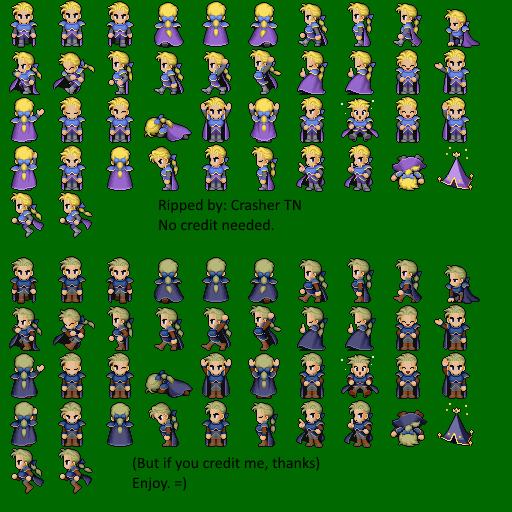 Ripped by: Crasher TN
No credit needed.
(But if you credit me, thanks)
Enjoy. =)